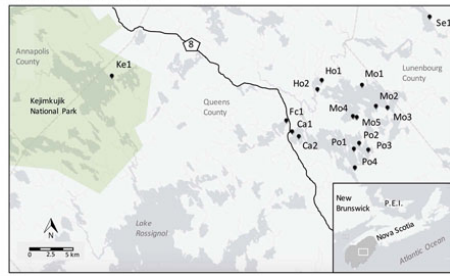 Se1
8
Annapolis
County
Ke1
Kejimkujik
National Park
Queens
County
Lunenbourg
County
Ho1
Ho2
Mo1
Mo2
Mo3
Mo4
Mo5
Fc1
Ca1
Ca2
Po1
Po2
Po3
Po4
Lake
Rossignol
N
0 2.5 5 km
New
Brunswick
P.E.I.
Nova Scotia
Atlantic Ocean